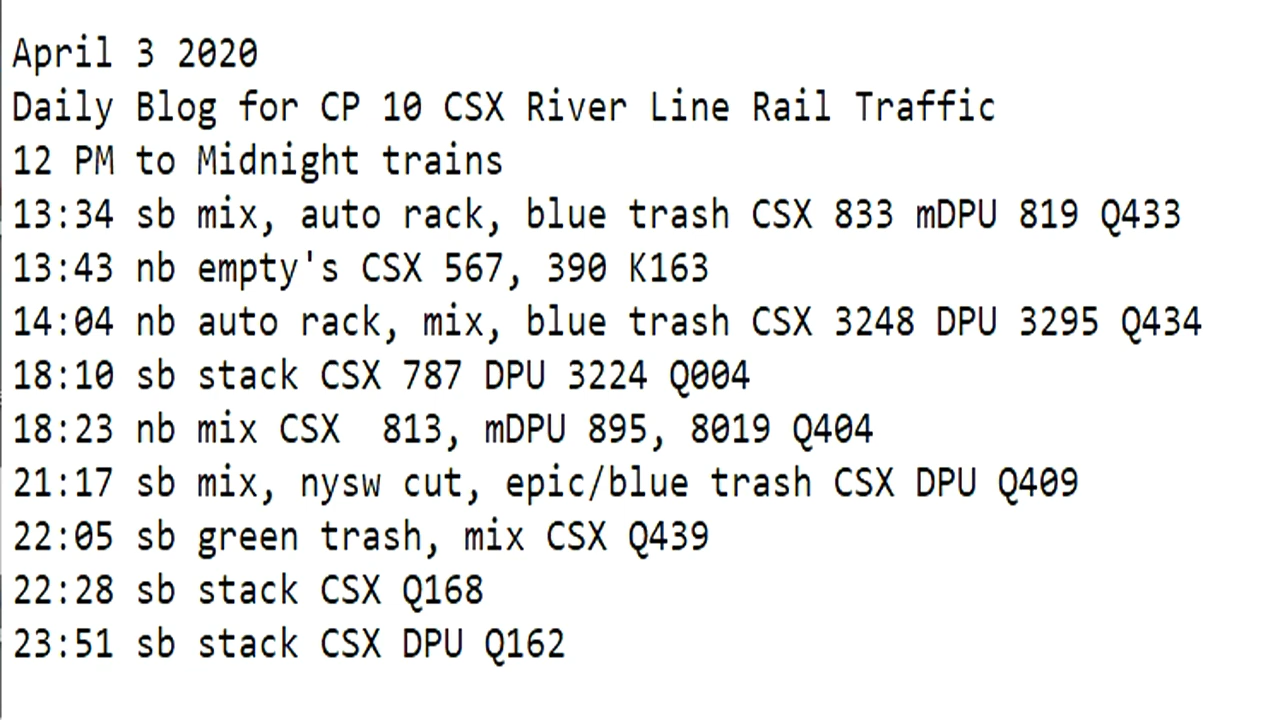 April 3 2020
Daily Blog for CP 10 CSX River Line Rail Traffic
12 PM to Midnight trains
13:34 sb mix, auto rack, blue trash CSX 833 mDPU 819 Q433
13:43 nb empty's CSX 567, 390 K163
14:04 nb auto rack, mix, blue trash CSX 3248 DPU 3295 Q434
18:10 sb stack CSX 787 DPU 3224 Q004
18:23 nb mix CSX  813, mDPU 895, 8019 Q404
21:17 sb mix, nysw cut, epic/blue trash CSX DPU Q409
22:05 sb green trash, mix CSX Q439
22:28 sb stack CSX Q168
23:51 sb stack CSX DPU Q162